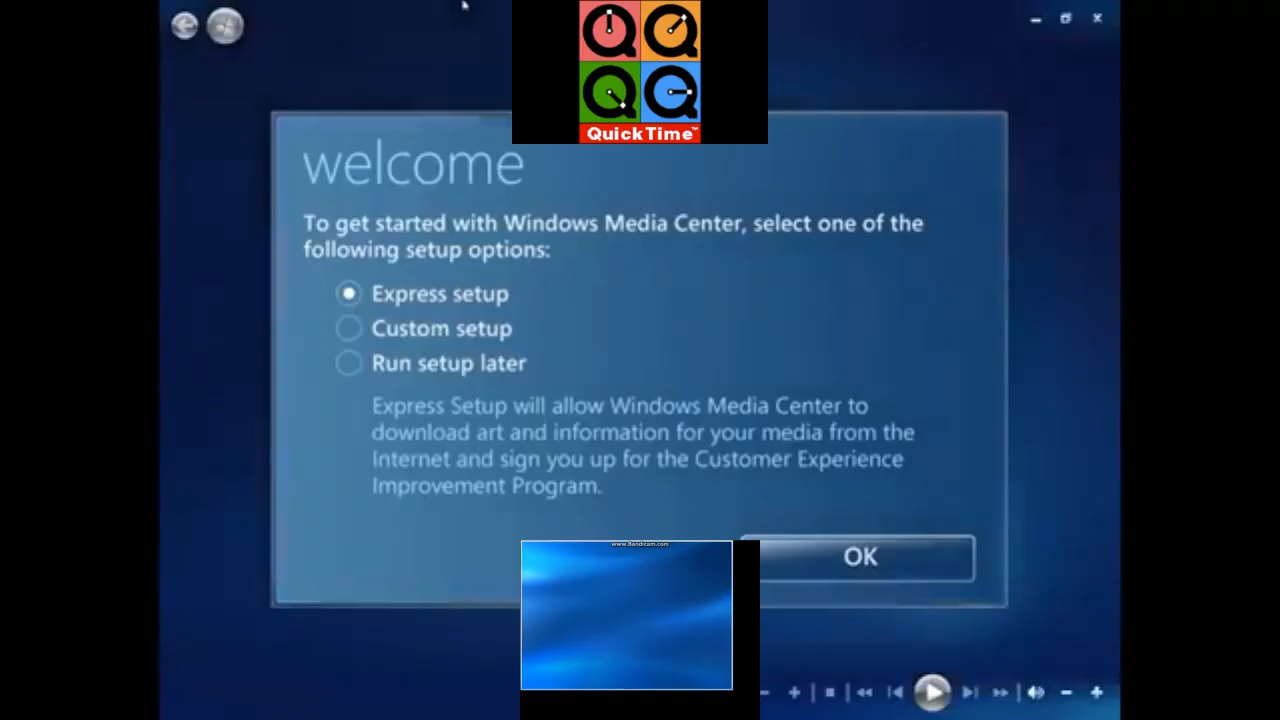 QuickTime™
welcome
To get started with Windows Media Center, select one of the
following setup options:
Express setup
Custom setup
Run setup later
Express Setup will allow Windows Media Center to
download art and information for your media from the
Internet and sign you up for the Customer Experience
Improvement Program.
www.Bandicam.com
OK